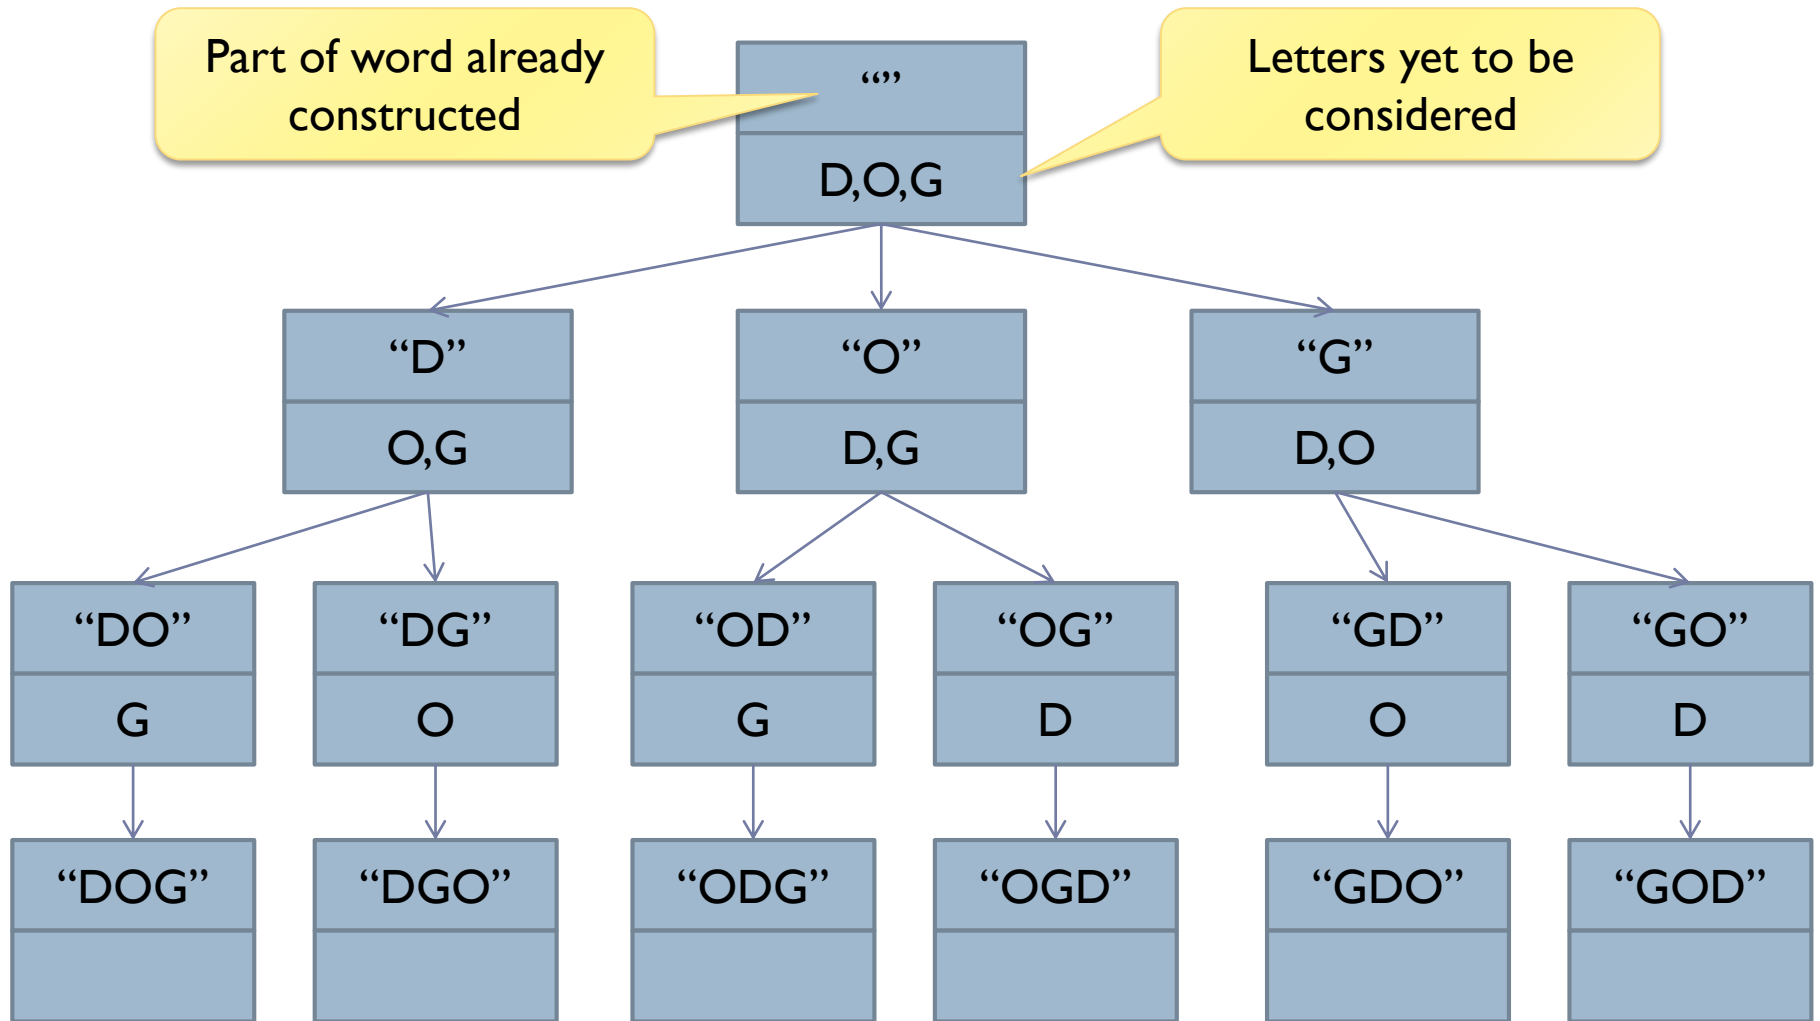 Part of word already
constructed
“”
Letters yet to be
considered
D,O,G
“D”
“O”
“G”
O,G
D,G
D,O
“DO”
“DG”
“OD”
“OG”
“GD”
“GO”
G
O
G
D
O
D
“DOG”
“DGO”
“ODG”
“OGD”
“GDO”
“GOD”